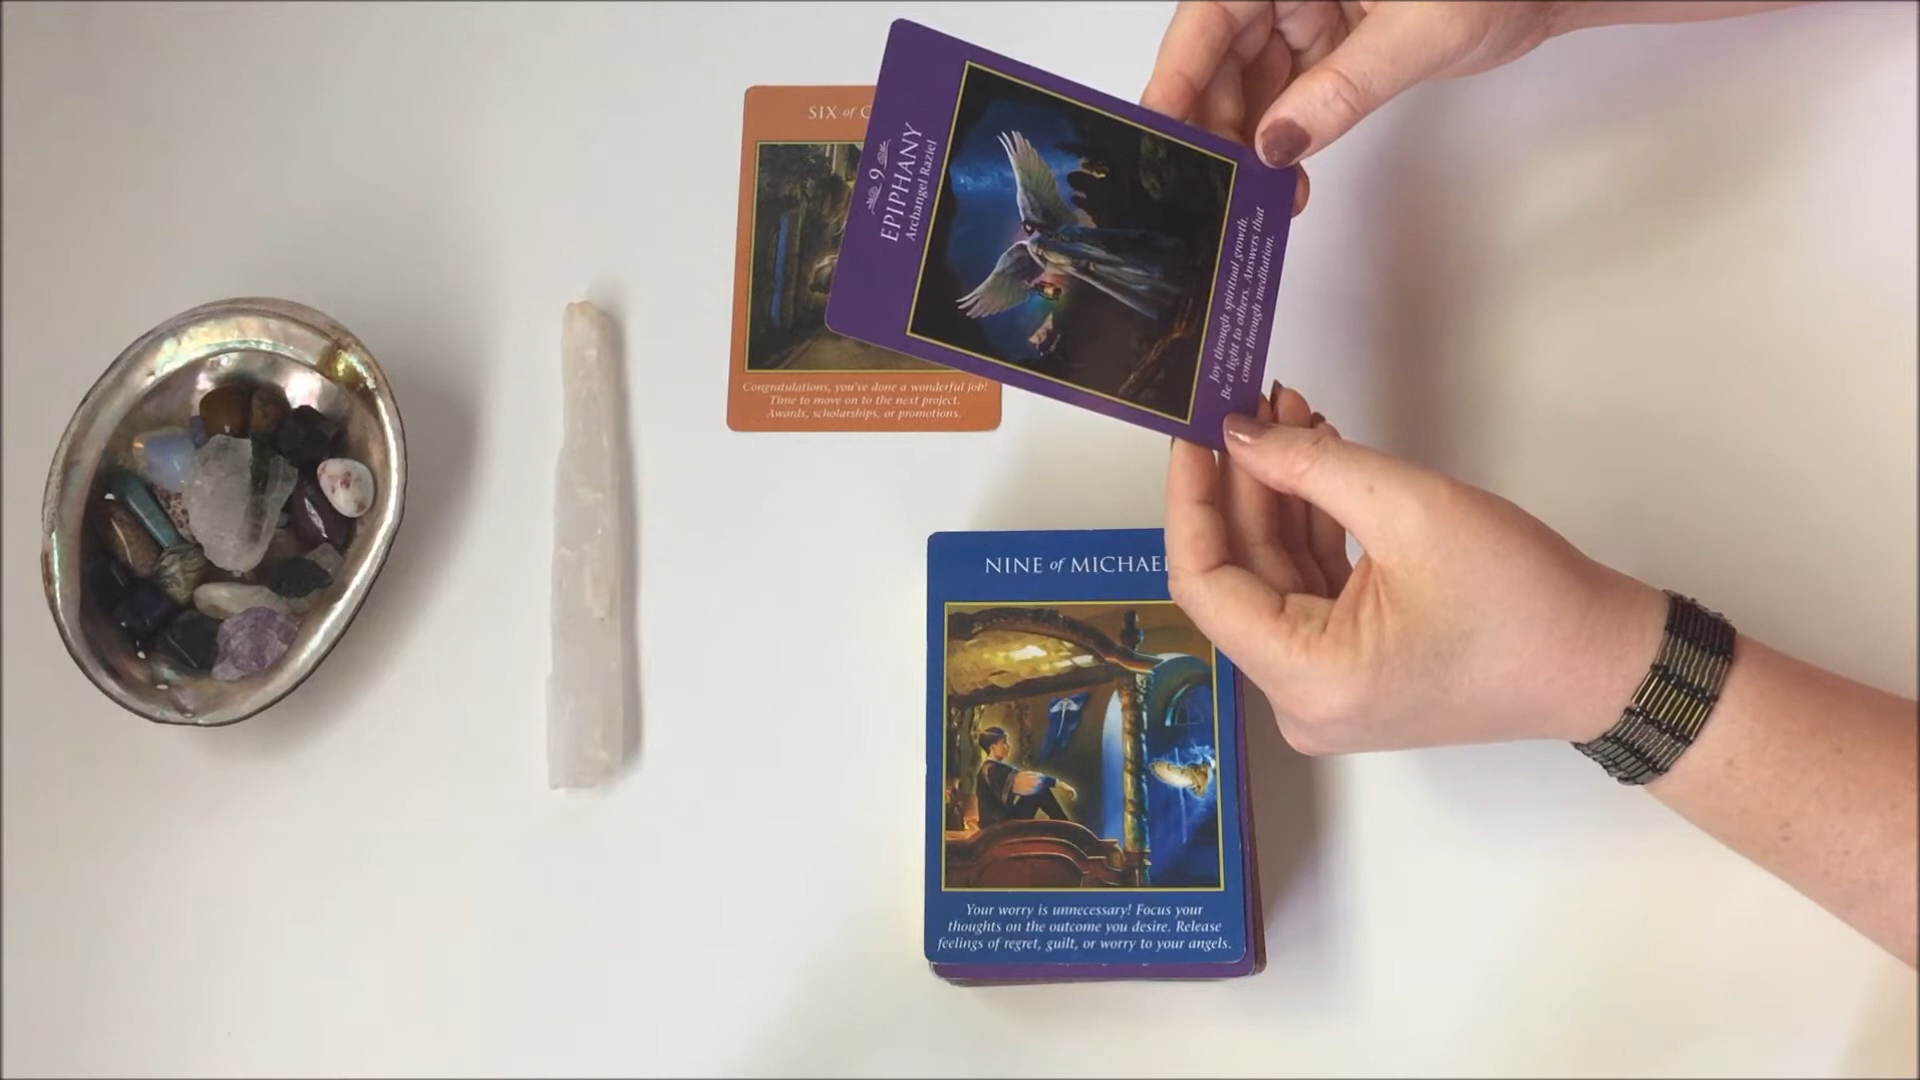 SIX of
Congratulations, you've done a wonderful job!
Time to move on to the next project.
Awards, scholarships, or promotions.
9
EPIPHANY
Archangel Raziel
Joy through spiritual growth.
Be a light to others. Answers that
come through meditation.
NINE of MICHAEL
Your worry is unnecessary! Focus your
thoughts on the outcome you desire. Release
feelings of regret, guilt, or worry to your angels.